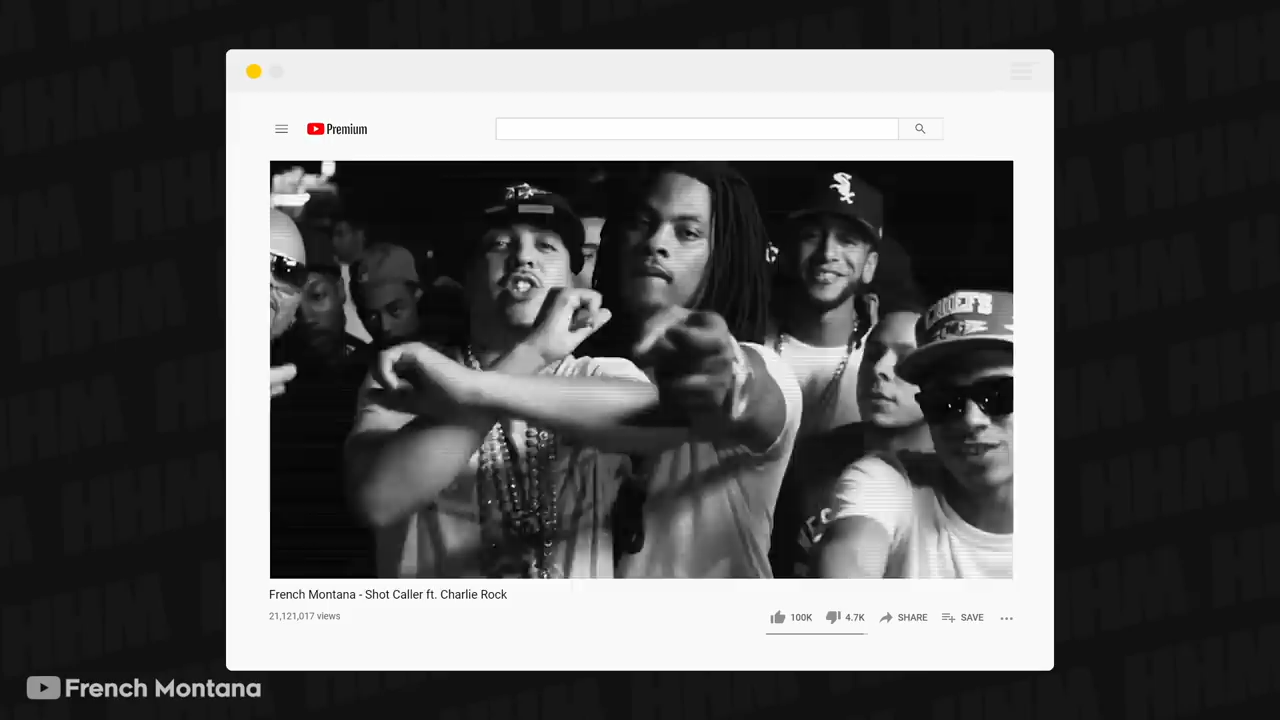 Premium
French Montana - Shot Caller ft. Charlie Rock
21,121,017 views
100K
4.7K
SHARE
SAVE
French Montana